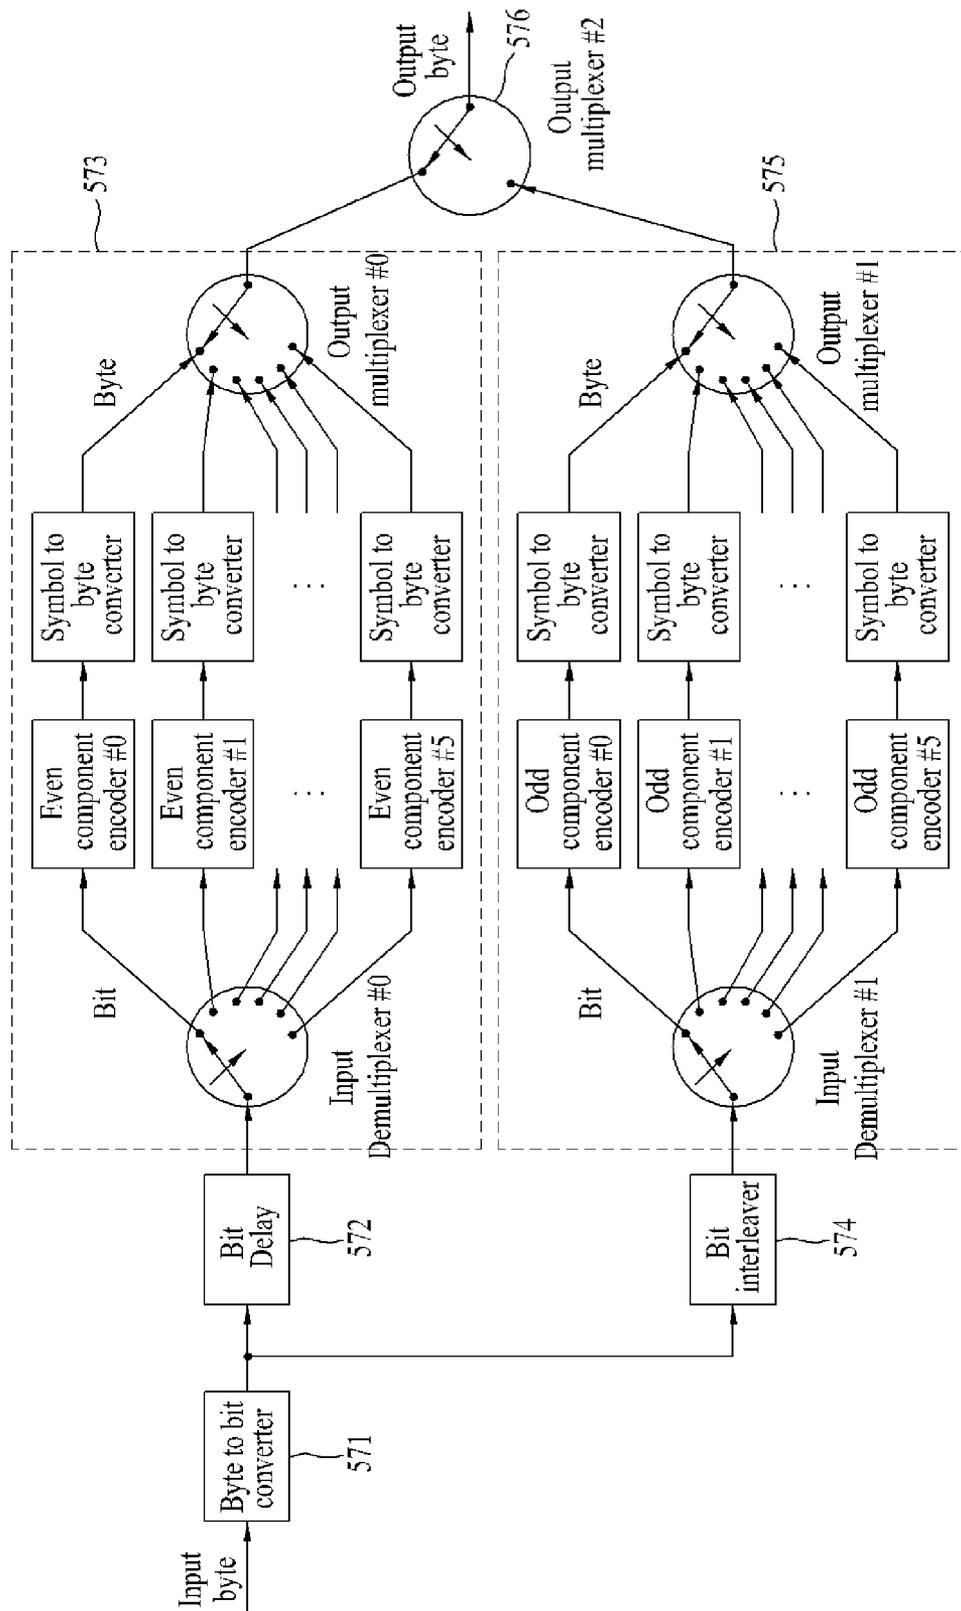 Input
byte
Byte to bit
converter
571
Bit
Delay
572
Bit
interleaver
574
573
Input
Demultiplexer #0
Bit
Even
component
encoder #0
Even
component
encoder #1
...
Even
component
encoder #5
Symbol to
byte
converter
Symbol to
byte
converter
...
Symbol to
byte
converter
Byte
Output
multiplexer #0
575
Input
Demultiplexer #1
Bit
Odd
component
encoder #0
Odd
component
encoder #1
...
Odd
component
encoder #5
Symbol to
byte
converter
Symbol to
byte
converter
...
Symbol to
byte
converter
Byte
Output
multiplexer #1
Output
byte
576
Output
multiplexer #2